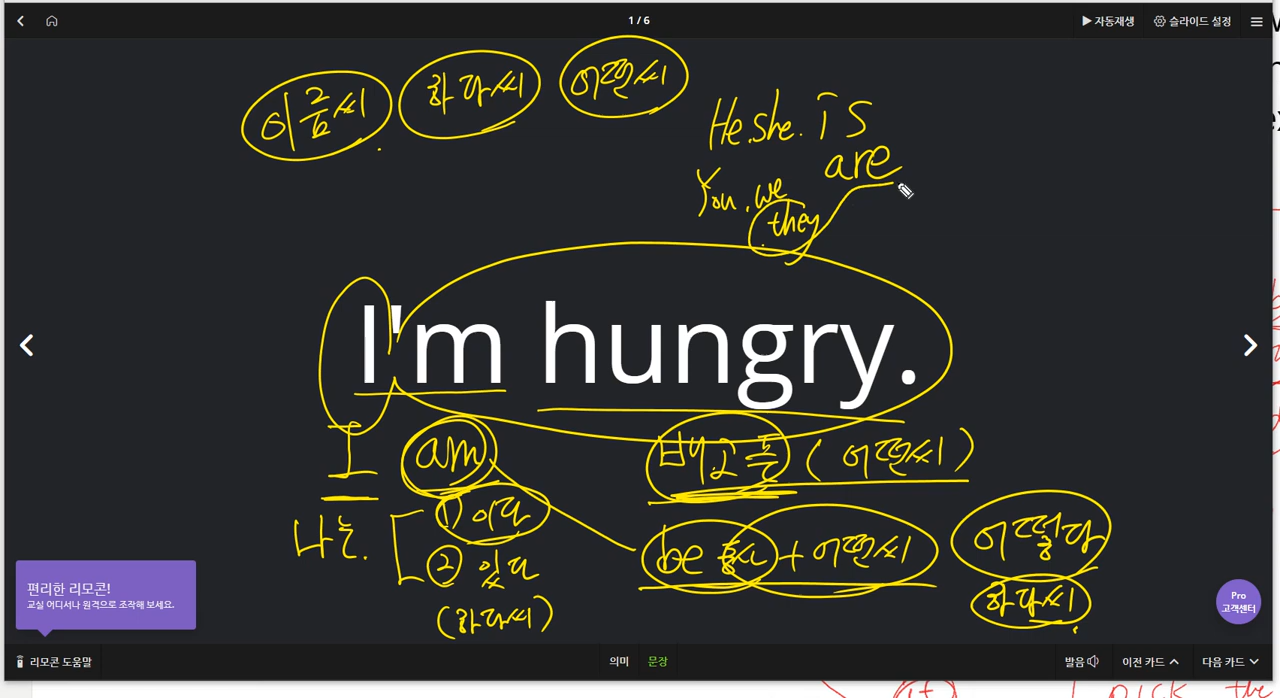 1 / 6
▶ 자동재생
슬라이드 설정
이름씨 하다씨 어떤씨
He. she. is
are
You. we
they
I'm hungry.
I am 배고픈 (어떤씨)
나는. ① 이다
② 있다
(하다씨)
be 동씨 + 어떤씨 어떻다
하다씨
편리한 리모콘!
교실 어디서나 원격으로 조작해 보세요.
Pro
고객센터
리모콘 도움말
의미
문장
발음
이전 카드
다음 카드
I pick the